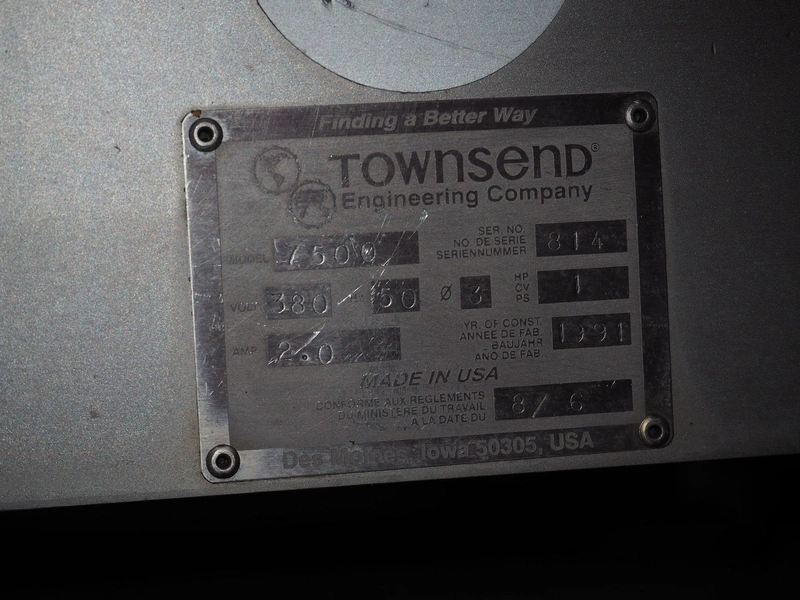 Finding a Better Way
TOWNSEND®
Engineering Company
MODEL 7500
SER. NO.
NO. DE SERIE
SERIENNUMMER
814
VOLT 380 50 Ø 3
HP
CV
PS
1
AMP 2.0
YR. OF CONST.
ANNEE DE FAB.
BAUJAHR
AÑO DE FAB
1991
MADE IN USA
CONFORME AUX REGLEMENTS
DU MINISTERE DU TRAVAIL
A LA DATE DU
8/6
Des Moines, Iowa 50305, USA